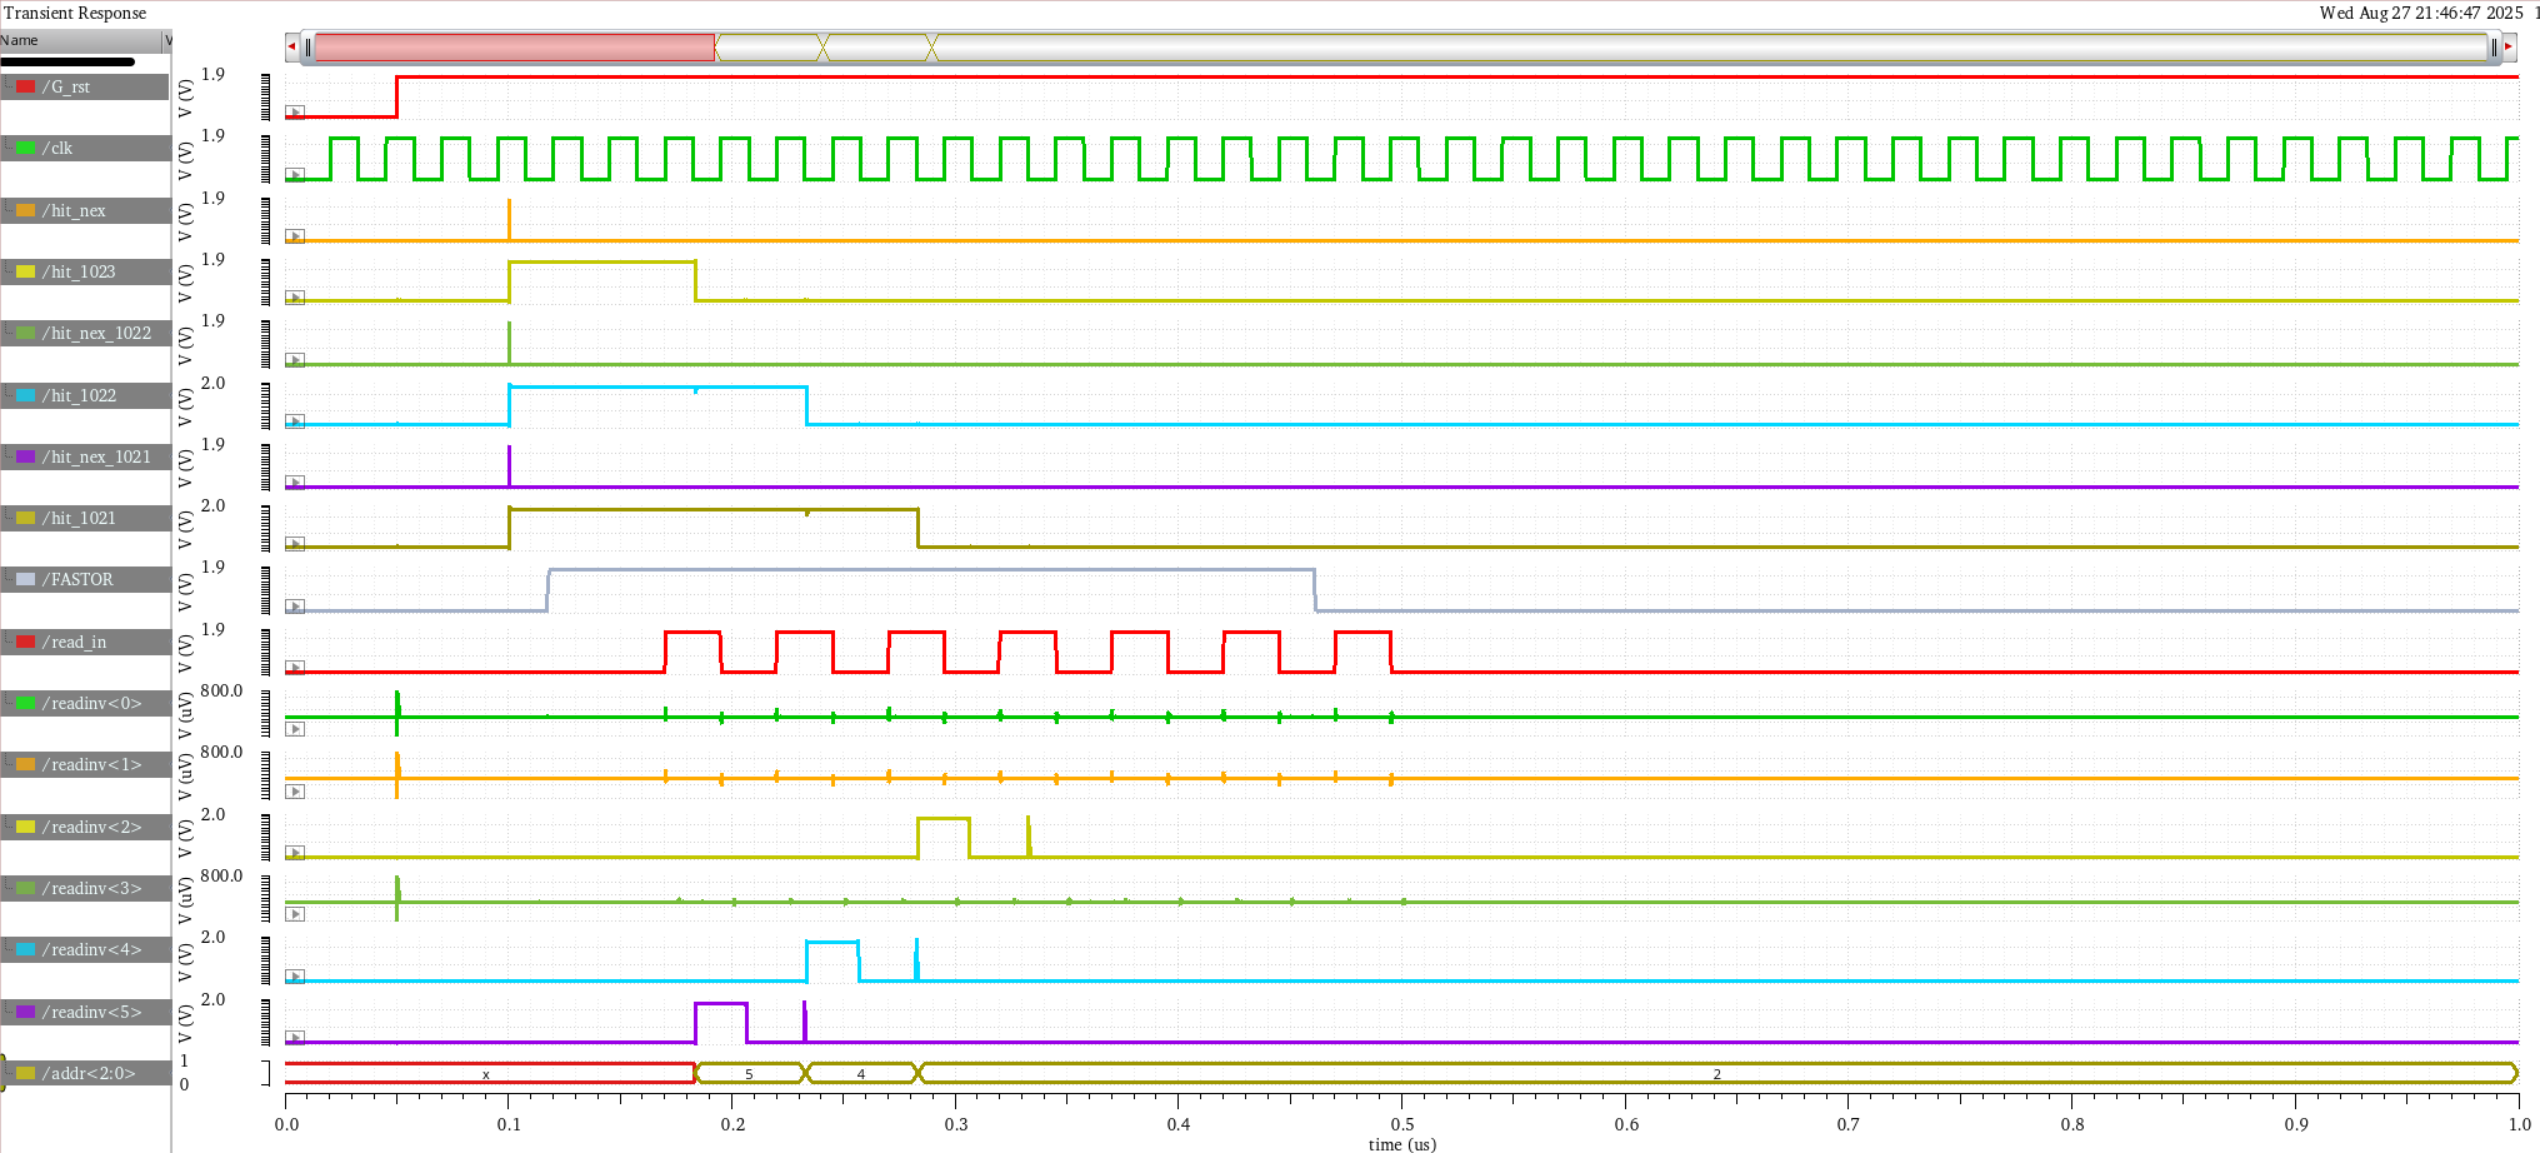 Transient Response
Wed Aug 27 21:46:47 2025 1
Name V
/G_rst 1.9 V (V)
/clk 1.9 V (V)
/hit_nex 1.9 V (V)
/hit_1023 1.9 V (V)
/hit_nex_1022 1.9 V (V)
/hit_1022 2.0 V (V)
/hit_nex_1021 1.9 V (V)
/hit_1021 2.0 V (V)
/FASTOR 1.9 V (V)
/read_in 1.9 V (V)
/readinv<0> 800.0 V (uV)
/readinv<1> 800.0 V (uV)
/readinv<2> 2.0 V (V)
/readinv<3> 800.0 V (uV)
/readinv<4> 2.0 V (V)
/readinv<5> 2.0 V (V)
/addr<2:0> 1 0 x 5 4 2
0.0 0.1 0.2 0.3 0.4 0.5 0.6 0.7 0.8 0.9 1.0
time (us)